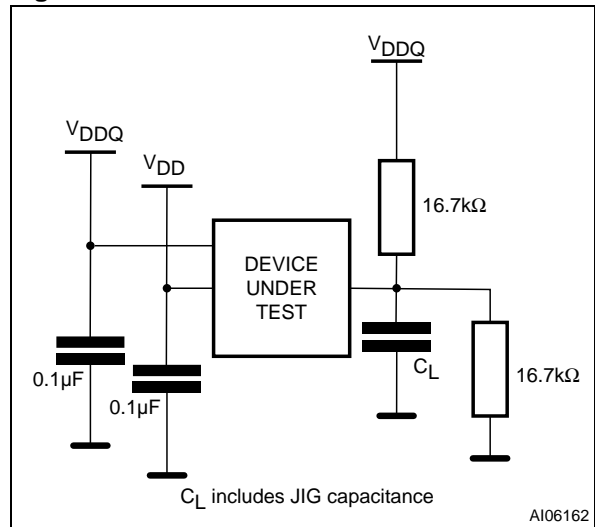 VDDQ
VDDQ
VDD
16.7kΩ
DEVICE
UNDER
TEST
CL
0.1µF
16.7kΩ
0.1µF
CL includes JIG capacitance
AI06162